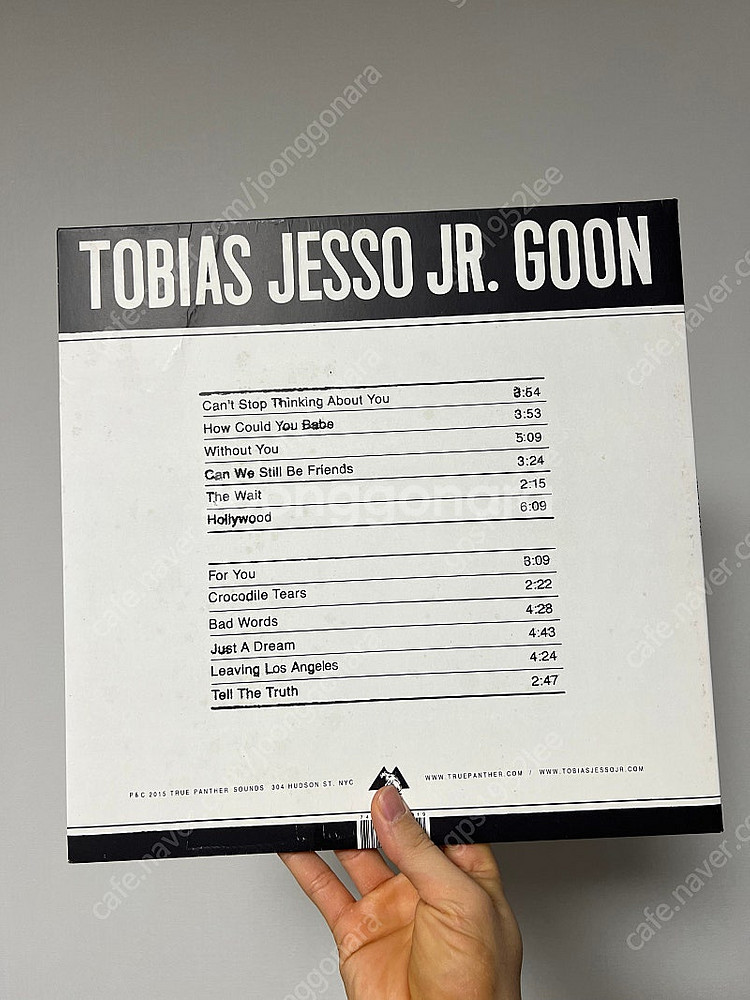 TOBIAS JESSO JR. GOON
Can't Stop Thinking About You 3:54
How Could You Babe 3:53
Without You 5:09
Can We Still Be Friends 3:24
The Wait 2:15
Hollywood 6:09
For You 3:09
Crocodile Tears 2:22
Bad Words 4:28
Just A Dream 4:43
Leaving Los Angeles 4:24
Tell The Truth 2:47
P&C 2015 TRUE PANTHER SOUNDS 304 HUDSON ST. NYC
WWW.TRUEPANTHER.COM / WWW.TOBIASJESSOJR.COM
joonggonara